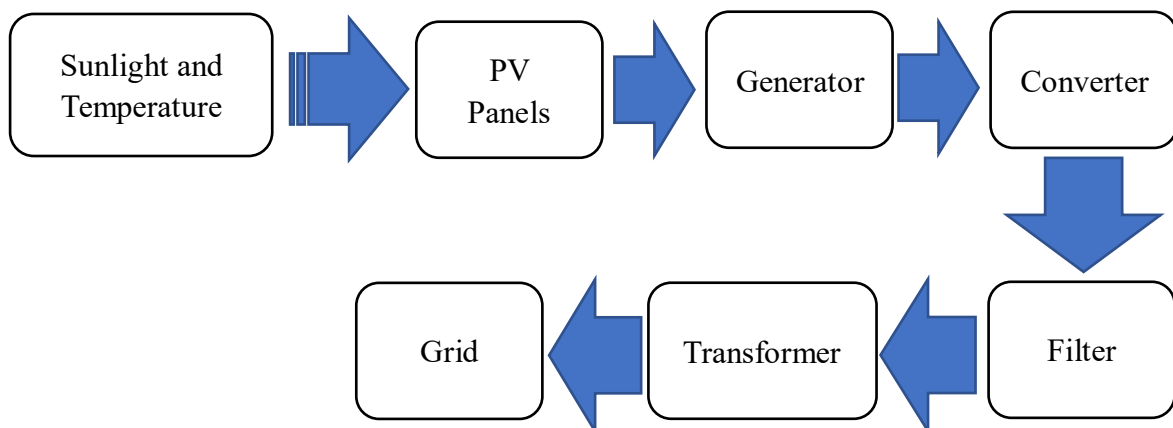 Sunlight and
Temperature
PV
Panels
Generator
Converter
Filter
Transformer
Grid